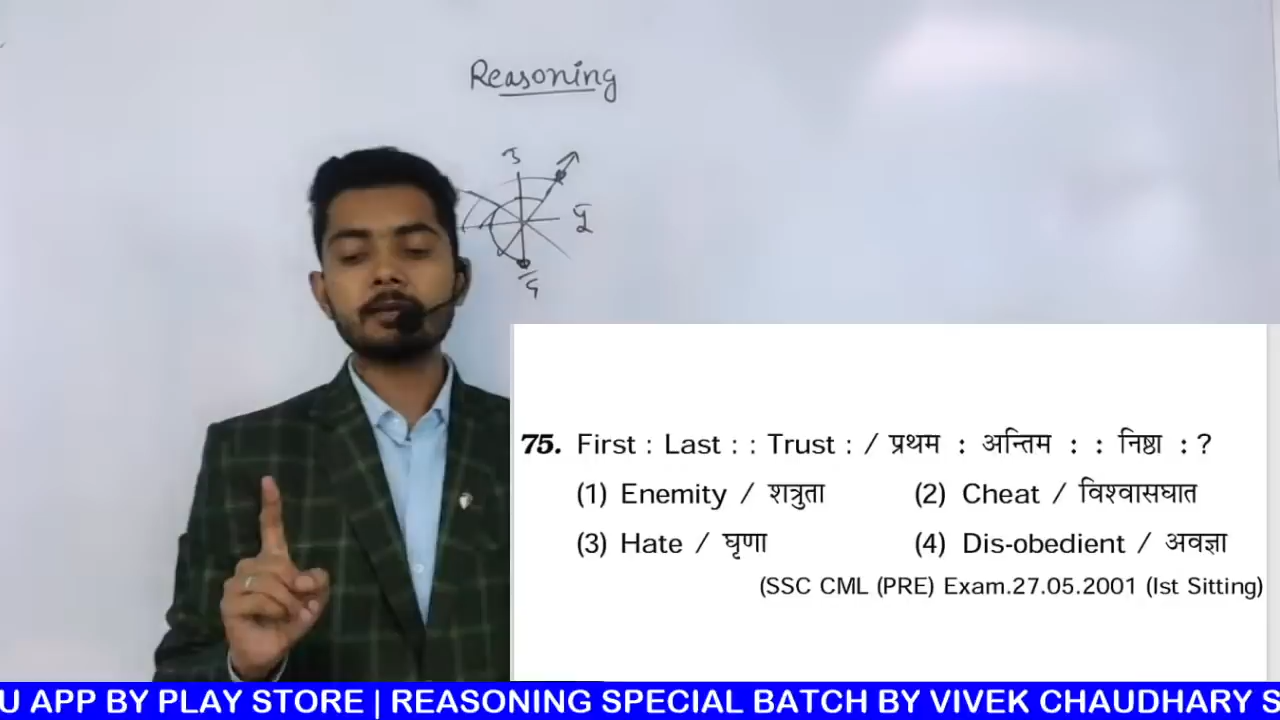 Reasoning
उ
पू
द
75. First : Last : : Trust : / प्रथम : अन्तिम : : निष्ठा : ?
(1) Enemity / शत्रुता (2) Cheat / विश्वासघात
(3) Hate / घृणा (4) Dis-obedient / अवज्ञा
(SSC CML (PRE) Exam.27.05.2001 (Ist Sitting)
U APP BY PLAY STORE | REASONING SPECIAL BATCH BY VIVEK CHAUDHARY S